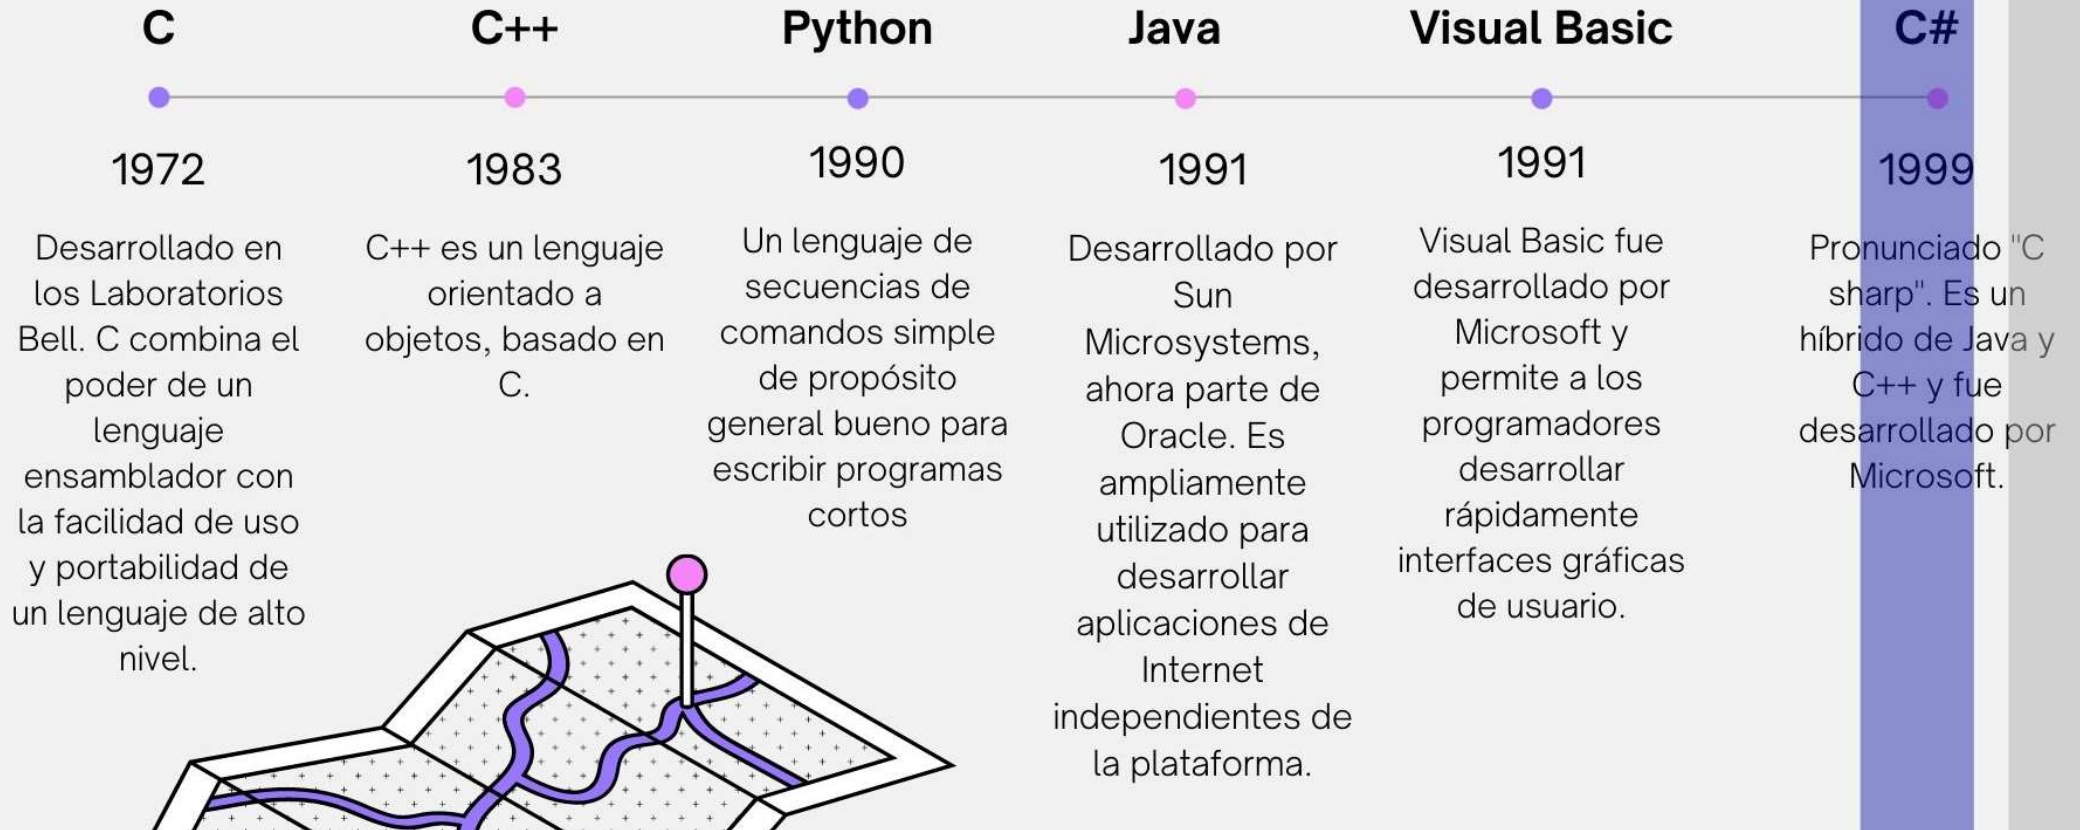 C
1972
Desarrollado en
los Laboratorios
Bell. C combina el
poder de un
lenguaje
ensamblador con
la facilidad de uso
y portabilidad de
un lenguaje de alto
nivel.
C++
1983
C++ es un lenguaje
orientado a
objetos, basado en
C.
Python
1990
Un lenguaje de
secuencias de
comandos simple
de propósito
general bueno para
escribir programas
cortos
Java
1991
Desarrollado por
Sun
Microsystems,
ahora parte de
Oracle. Es
ampliamente
utilizado para
desarrollar
aplicaciones de
Internet
independientes de
la plataforma.
Visual Basic
1991
Visual Basic fue
desarrollado por
Microsoft y
permite a los
programadores
desarrollar
rápidamente
interfaces gráficas
de usuario.
C#
1999
Pronunciado "C
sharp". Es un
híbrido de Java y
C++ y fue
desarrollado por
Microsoft.